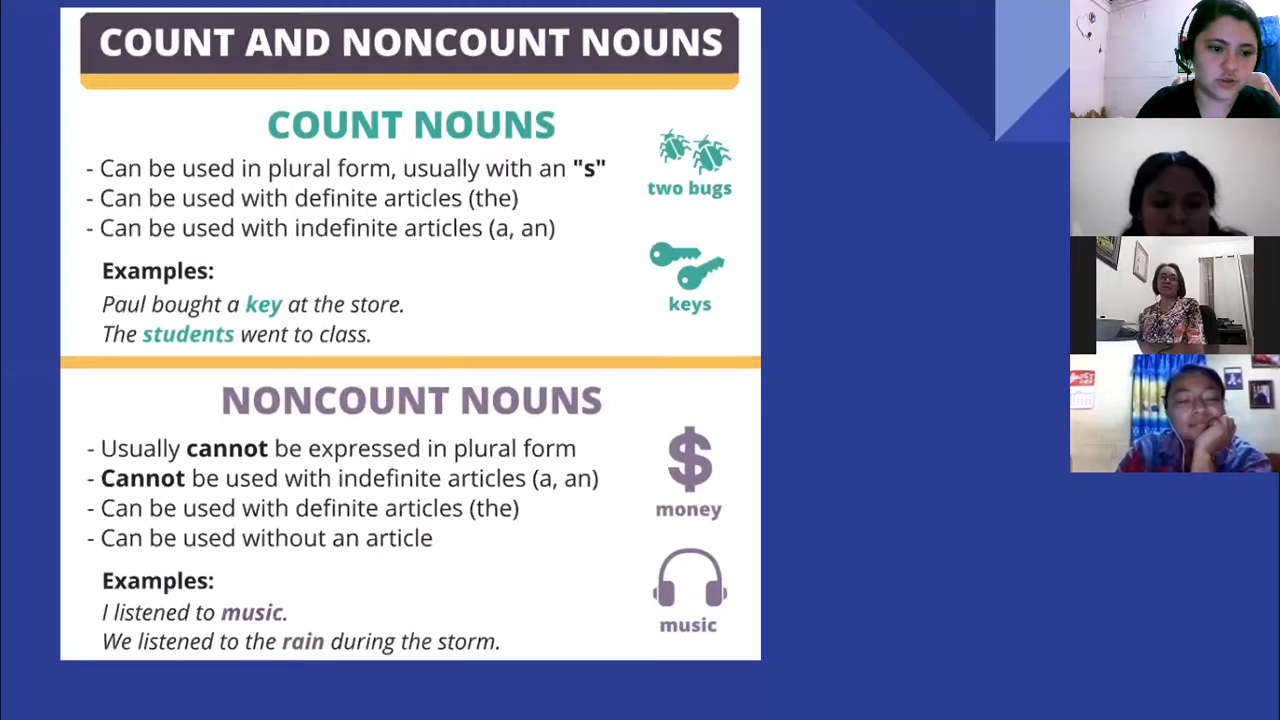 COUNT AND NONCOUNT NOUNS
COUNT NOUNS
- Can be used in plural form, usually with an "s"
- Can be used with definite articles (the)
- Can be used with indefinite articles (a, an)
two bugs
Examples:
Paul bought a key at the store.
The students went to class.
keys
NONCOUNT NOUNS
- Usually cannot be expressed in plural form
- Cannot be used with indefinite articles (a, an)
- Can be used with definite articles (the)
- Can be used without an article
$
money
Examples:
I listened to music.
We listened to the rain during the storm.
music